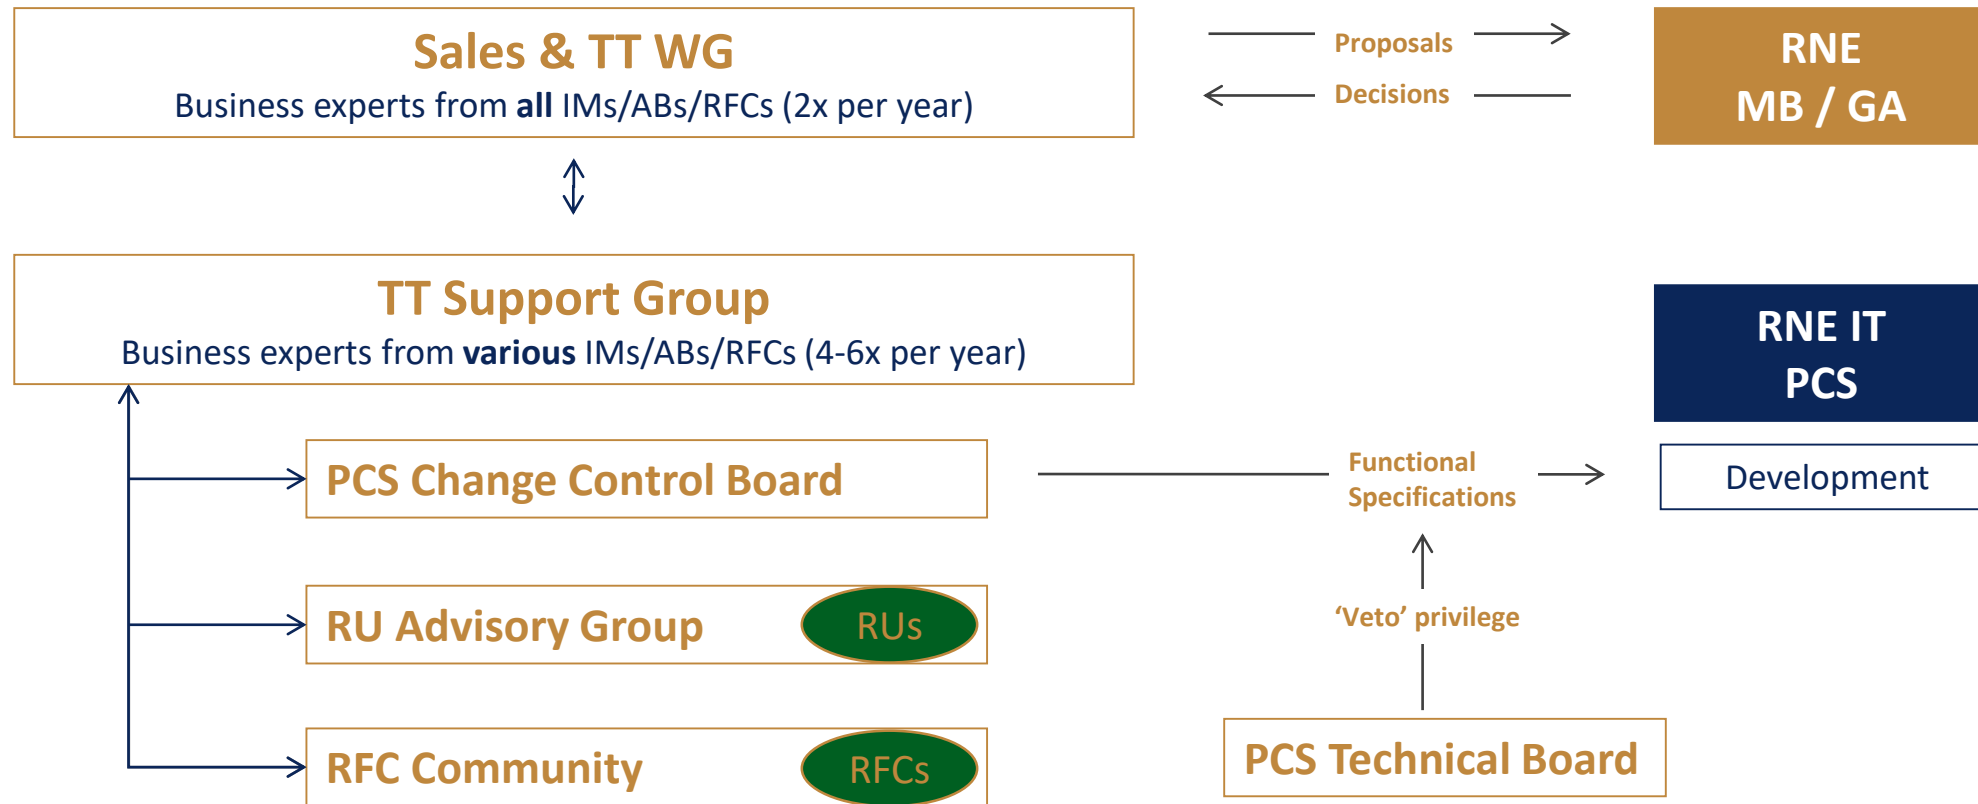 Sales & TT WG
Business experts from all IMs/ABs/RFCs (2x per year)
Proposals
Decisions
RNE
MB / GA
TT Support Group
Business experts from various IMs/ABs/RFCs (4-6x per year)
RNE IT
PCS
Development
PCS Change Control Board
Functional
Specifications
RU Advisory Group
RUs
‘Veto’ privilege
RFC Community
RFCs
PCS Technical Board